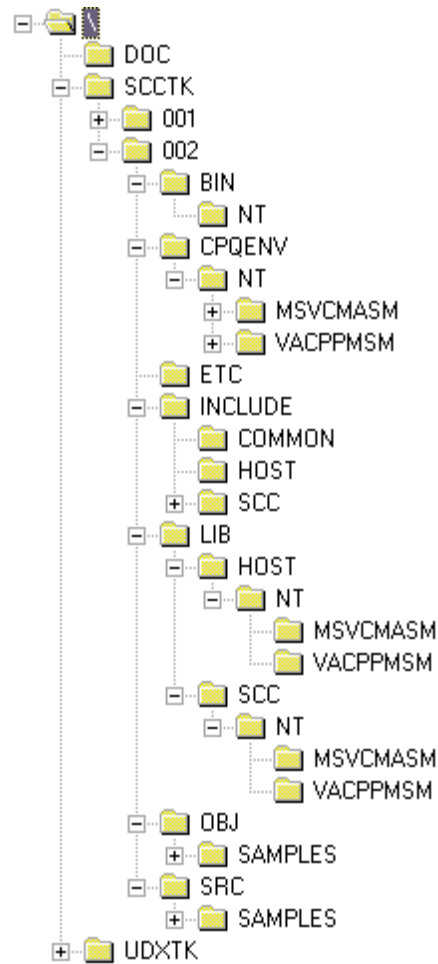 \
DOC
SCCTK
001
002
BIN
NT
CPQENV
NT
MSVCMASM
VACPPMSM
ETC
INCLUDE
COMMON
HOST
SCC
LIB
HOST
NT
MSVCMASM
VACPPMSM
SCC
NT
MSVCMASM
VACPPMSM
OBJ
SAMPLES
SRC
SAMPLES
UDXTK